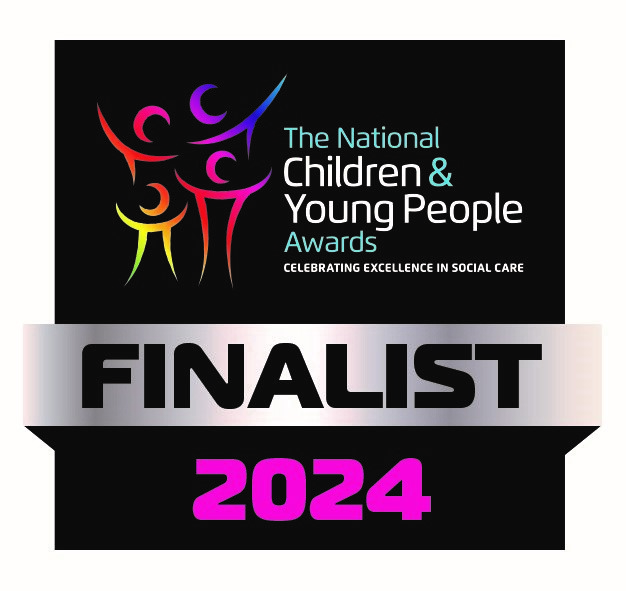 The National
Children &
Young People
Awards
CELEBRATING EXCELLENCE IN SOCIAL CARE
FINALIST
2024